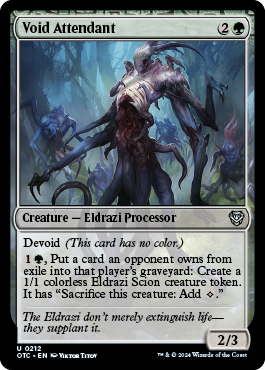 Void Attendant 2
Creature — Eldrazi Processor
Devoid (This card has no color.)
1 , Put a card an opponent owns from
exile into that player's graveyard: Create a
1/1 colorless Eldrazi Scion creature token.
It has “Sacrifice this creature: Add .”
The Eldrazi don't merely extinguish life—
they supplant it.
2/3
U 0212
OTC • EN Viktor Titov
™ & © 2024 Wizards of the Coast